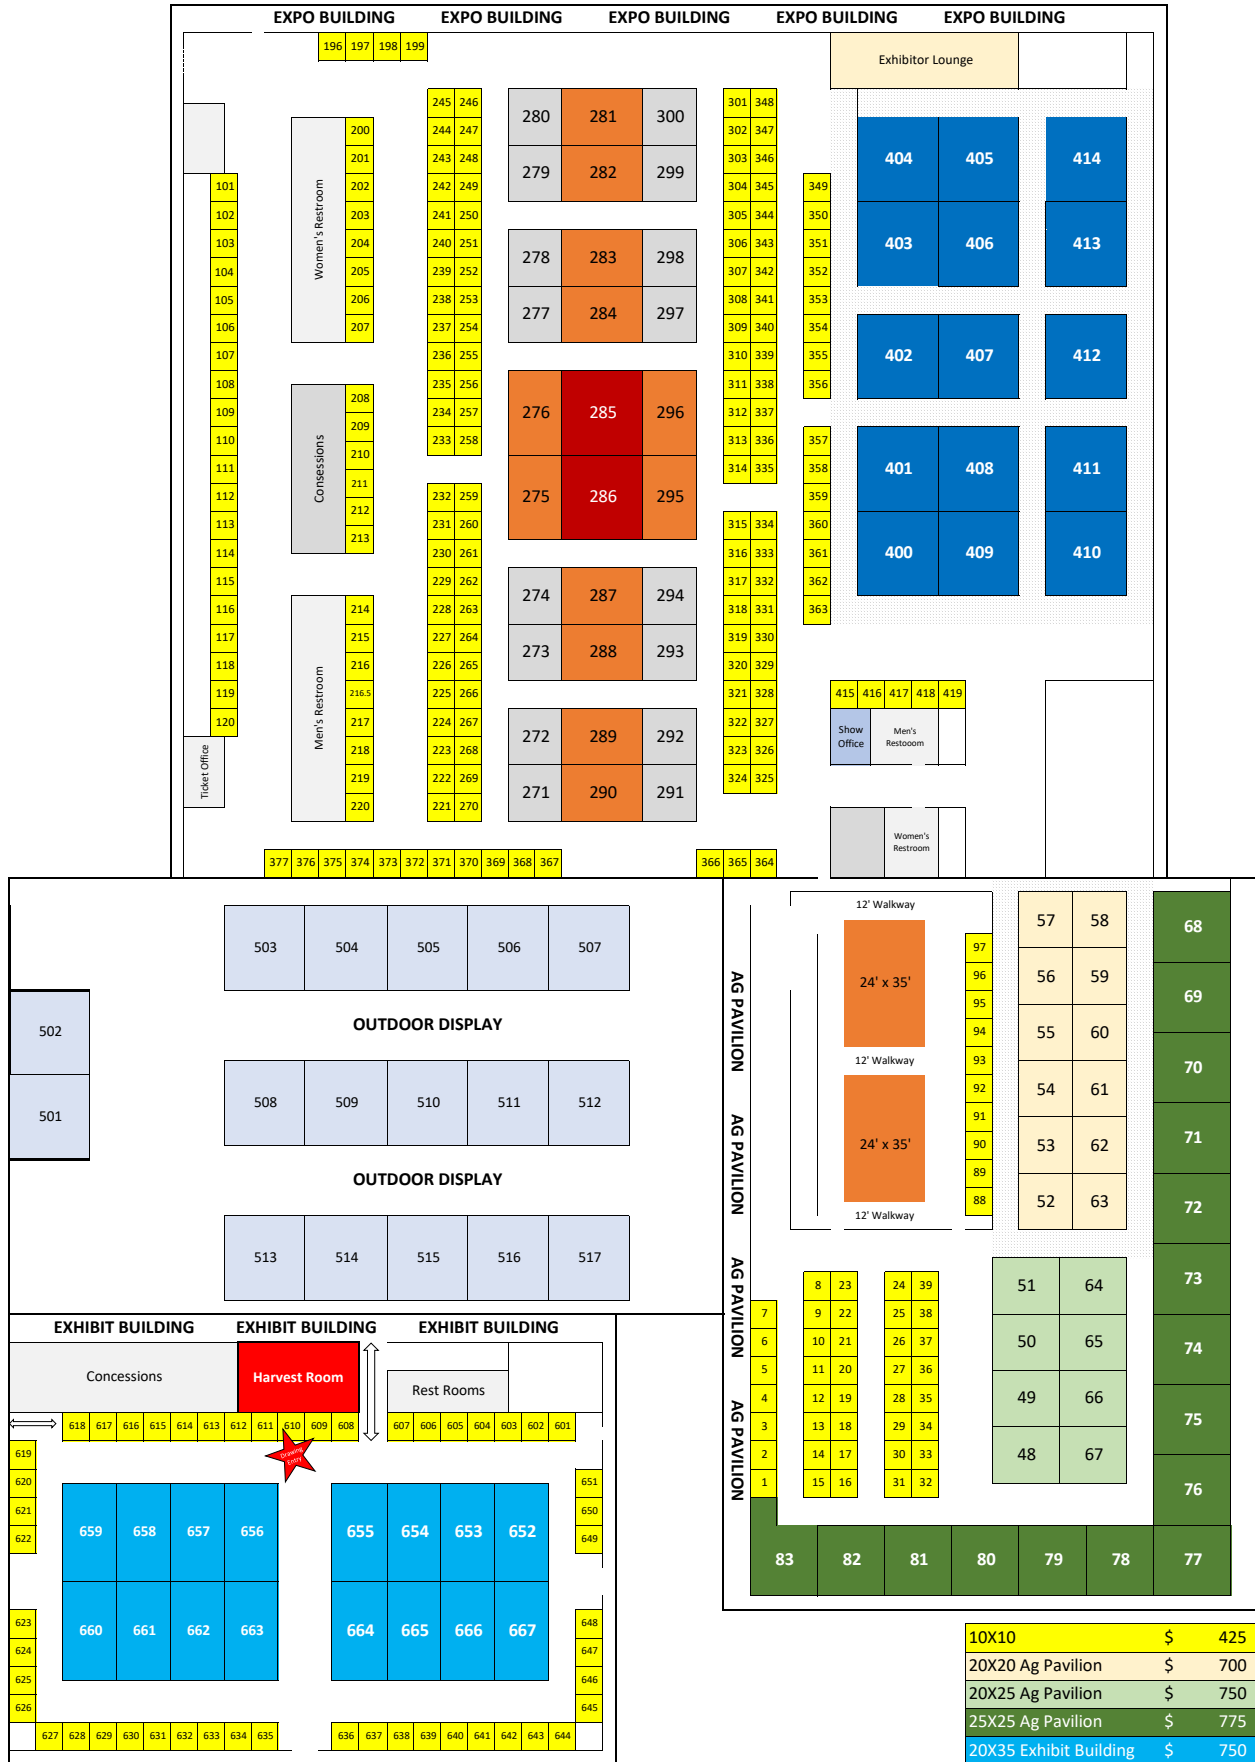 EXPO BUILDING EXPO BUILDING EXPO BUILDING EXPO BUILDING EXPO BUILDING
196 197 198 199
Exhibitor Lounge
245 246 280 281 300 301 348
200 244 247 302 347 404 405 414
201 243 248 279 282 299 303 346
101 202 242 249 304 345 349
102 203 241 250 305 344 350
103 204 240 251 278 283 298 306 343 351 403 406 413
104 205 239 252 307 342 352
105 206 238 253 277 284 297 308 341 353
106 207 237 254 309 340 354
Women's Restroom
107 236 255 310 339 355 402 407 412
108 208 235 256 276 285 296 311 338 356
109 209 234 257 312 337
110 210 233 258 313 336 357
111 211 314 335 358 401 408 411
Consessions
112 212 232 259 275 286 295 359
113 213 231 260 315 334 360
114 230 261 316 333 361 400 409 410
115 229 262 274 287 294 317 332 362
116 214 228 263 318 331 363
117 215 227 264 319 330
118 216 226 265 273 288 293 320 329
119 216.5 225 266 321 328 415 416 417 418 419
120 217 224 267 272 289 292 322 327
Men's Restroom
Show
Office
Men's
Restooom
218 223 268 323 326
219 222 269 271 290 291 324 325
220 221 270
Ticket Office
Women's
Restroom
377 376 375 374 373 372 371 370 369 368 367 366 365 364
503 504 505 506 507
502
OUTDOOR DISPLAY
501
508 509 510 511 512
OUTDOOR DISPLAY
513 514 515 516 517
AG PAVILION
AG PAVILION
AG PAVILION
AG PAVILION
12' Walkway
57 58 68
97
24' x 35'
96 56 59 69
95
94 55 60
12' Walkway
93 70
92 54 61
91
24' x 35'
90 53 62 71
89
88 52 63 72
12' Walkway
8 23 24 39 51 64 73
7 9 22 25 38
6 10 21 26 37 50 65 74
5 11 20 27 36
4 12 19 28 35 49 66 75
3 13 18 29 34
2 14 17 30 33 48 67 76
1 15 16 31 32
83 82 81 80 79 78 77
EXHIBIT BUILDING EXHIBIT BUILDING EXHIBIT BUILDING
Concessions
Harvest Room
Rest Rooms
618 617 616 615 614 613 612 611 610 609 608 607 606 605 604 603 602 601
Drawing
Entry
619
620 651
621 650
622 659 658 657 656 655 654 653 652 649
623 660 661 662 663 664 665 666 667 648
624 647
625 646
626 645
627 628 629 630 631 632 633 634 635 636 637 638 639 640 641 642 643 644
10X10 $ 425
20X20 Ag Pavilion $ 700
20X25 Ag Pavilion $ 750
25X25 Ag Pavilion $ 775
20X35 Exhibit Building $ 750